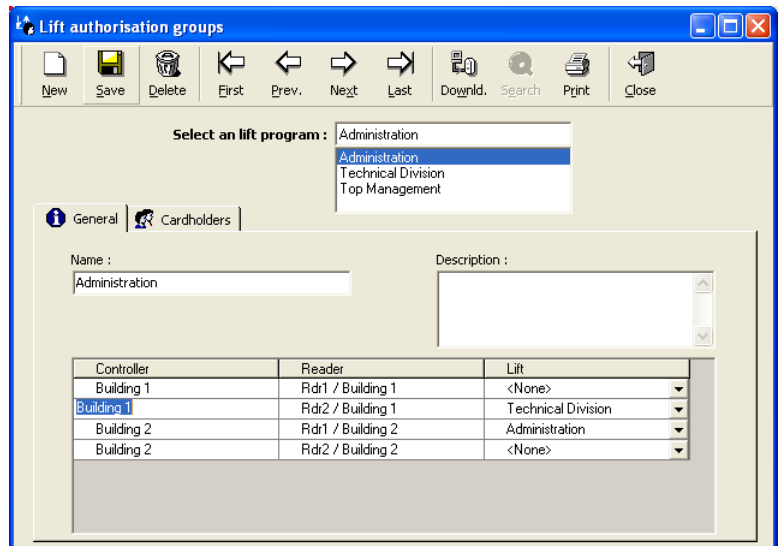 Lift authorisation groups
New Save Delete First Prev. Next Last Downld. Search Print Close
Select an lift program : Administration
Administration
Technical Division
Top Management
General Cardholders
Name : Description :
Administration
Controller Reader Lift
Building 1 Rdr1 / Building 1 <None>
Building 1 Rdr2 / Building 1 Technical Division
Building 2 Rdr1 / Building 2 Administration
Building 2 Rdr2 / Building 2 <None>